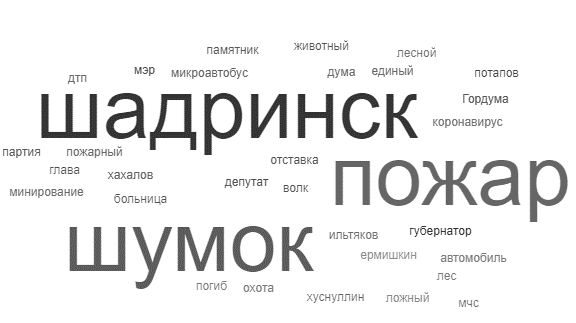 памятник животный лесной
дтп мэр микроавтобус дума единый потапов
шадринск Гордума
коронавирус
партия пожарный отставка пожар
глава хахалов депутат волк
минирование больница
шумок ильтяков губернатор
ермишкин автомобиль
лес
погиб охота хуснуллин ложный мчс